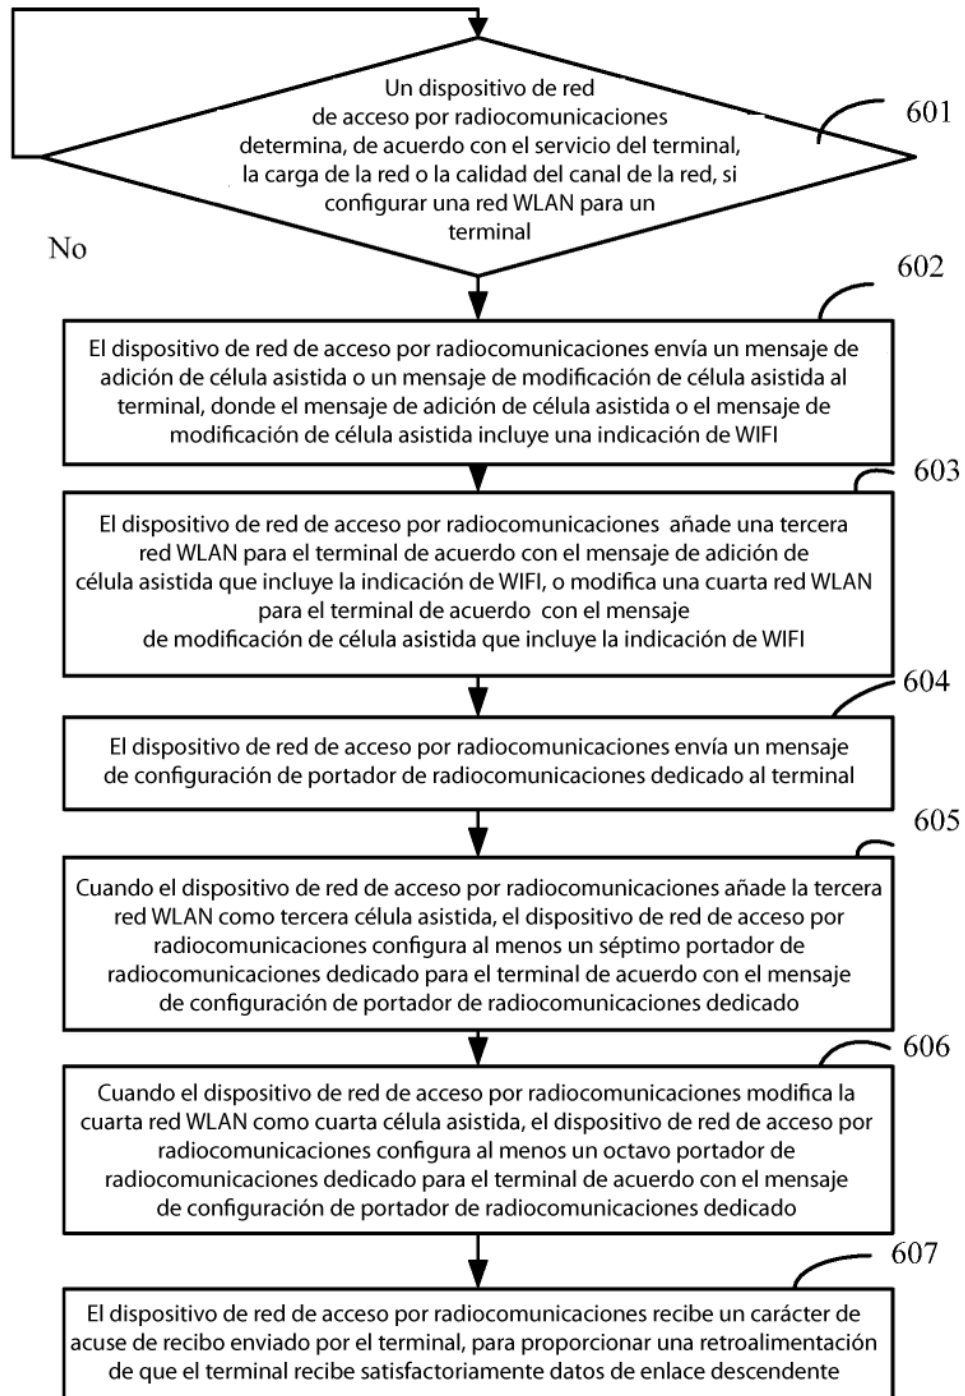 Un dispositivo de red
de acceso por radiocomunicaciones
determina, de acuerdo con el servicio del terminal,
la carga de la red o la calidad del canal de la red, si
configurar una red WLAN para un
terminal
601
No
602
El dispositivo de red de acceso por radiocomunicaciones envía un mensaje de
adición de célula asistida o un mensaje de modificación de célula asistida al
terminal, donde el mensaje de adición de célula asistida o el mensaje de
modificación de célula asistida incluye una indicación de WIFI
603
El dispositivo de red de acceso por radiocomunicaciones añade una tercera
red WLAN para el terminal de acuerdo con el mensaje de adición de
célula asistida que incluye la indicación de WIFI, o modifica una cuarta red WLAN
para el terminal de acuerdo con el mensaje
de modificación de célula asistida que incluye la indicación de WIFI
604
El dispositivo de red de acceso por radiocomunicaciones envía un mensaje
de configuración de portador de radiocomunicaciones dedicado al terminal
605
Cuando el dispositivo de red de acceso por radiocomunicaciones añade la tercera
red WLAN como tercera célula asistida, el dispositivo de red de acceso por
radiocomunicaciones configura al menos un séptimo portador de
radiocomunicaciones dedicado para el terminal de acuerdo con el mensaje
de configuración de portador de radiocomunicaciones dedicado
606
Cuando el dispositivo de red de acceso por radiocomunicaciones modifica la
cuarta red WLAN como cuarta célula asistida, el dispositivo de red de acceso por
radiocomunicaciones configura al menos un octavo portador de
radiocomunicaciones dedicado para el terminal de acuerdo con el mensaje
de configuración de portador de radiocomunicaciones dedicado
607
El dispositivo de red de acceso por radiocomunicaciones recibe un carácter de
acuse de recibo enviado por el terminal, para proporcionar una retroalimentación
de que el terminal recibe satisfactoriamente datos de enlace descendente